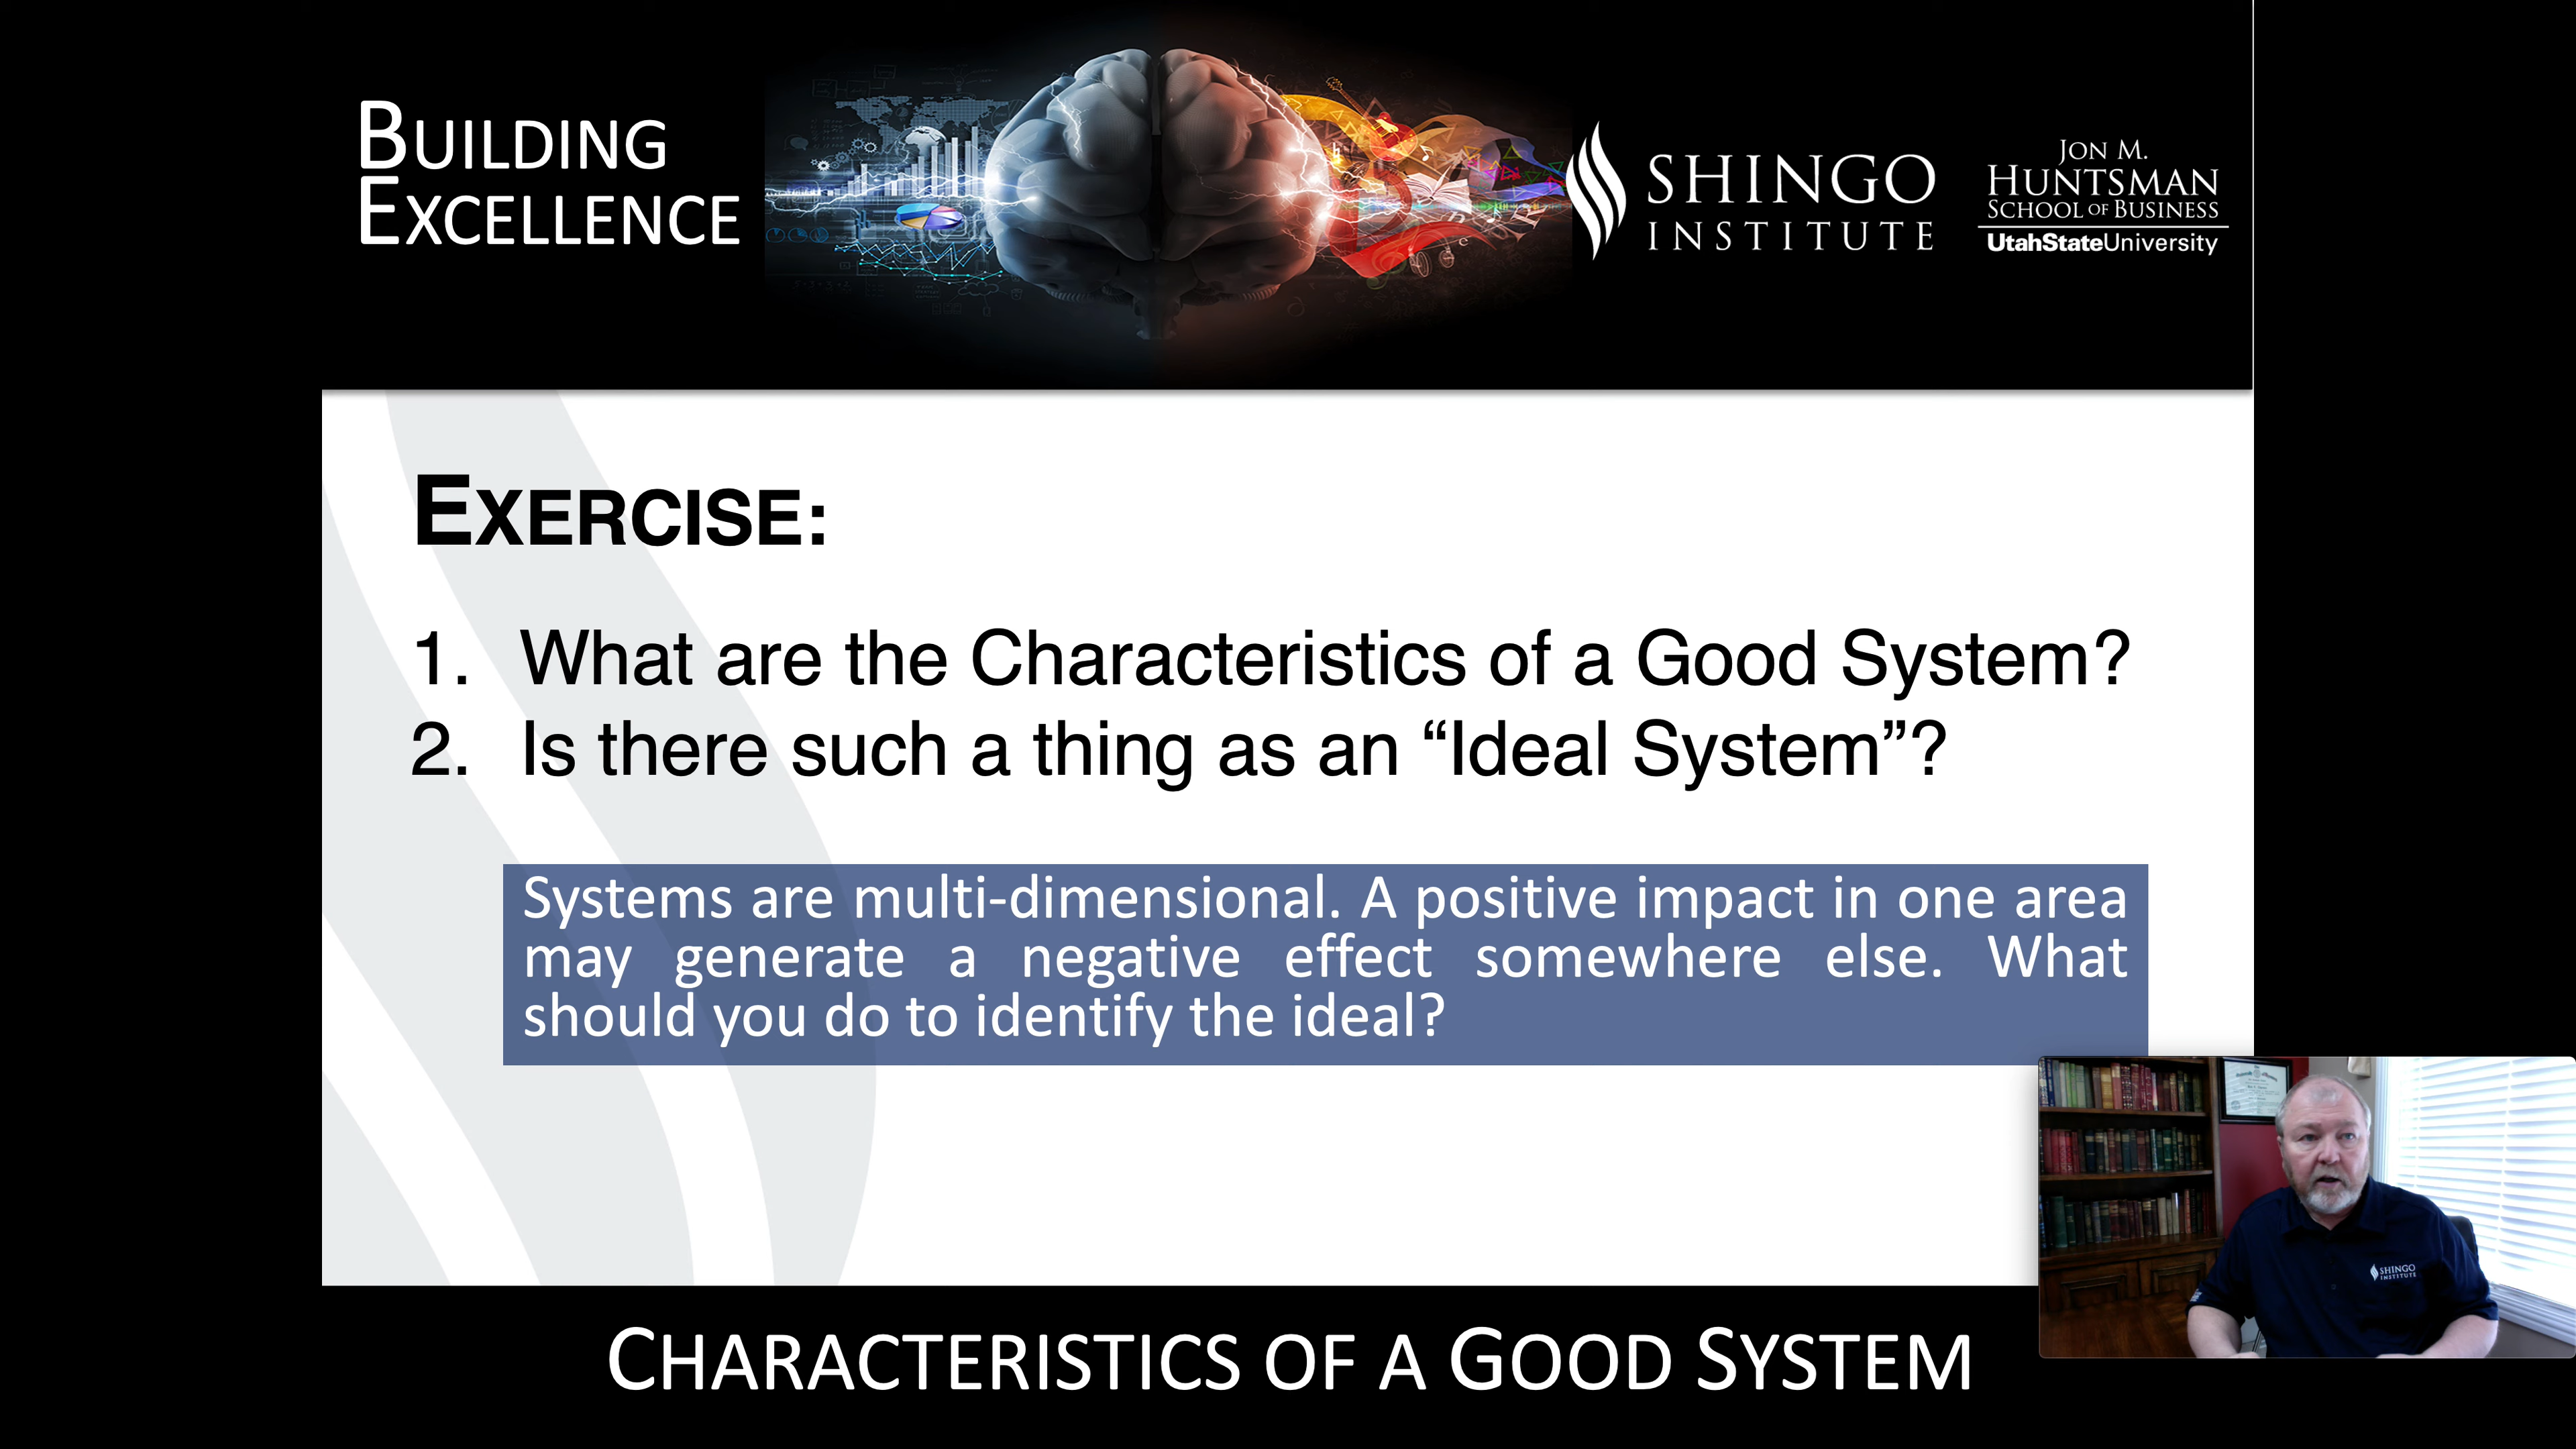 BUILDING
EXCELLENCE
SHINGO
INSTITUTE
JON M.
HUNTSMAN
SCHOOL OF BUSINESS
UtahStateUniversity
EXERCISE:
1. What are the Characteristics of a Good System?
2. Is there such a thing as an “Ideal System”?
Systems are multi-dimensional. A positive impact in one area
may generate a negative effect somewhere else. What
should you do to identify the ideal?
SHINGO
INSTITUTE
CHARACTERISTICS OF A GOOD SYSTEM